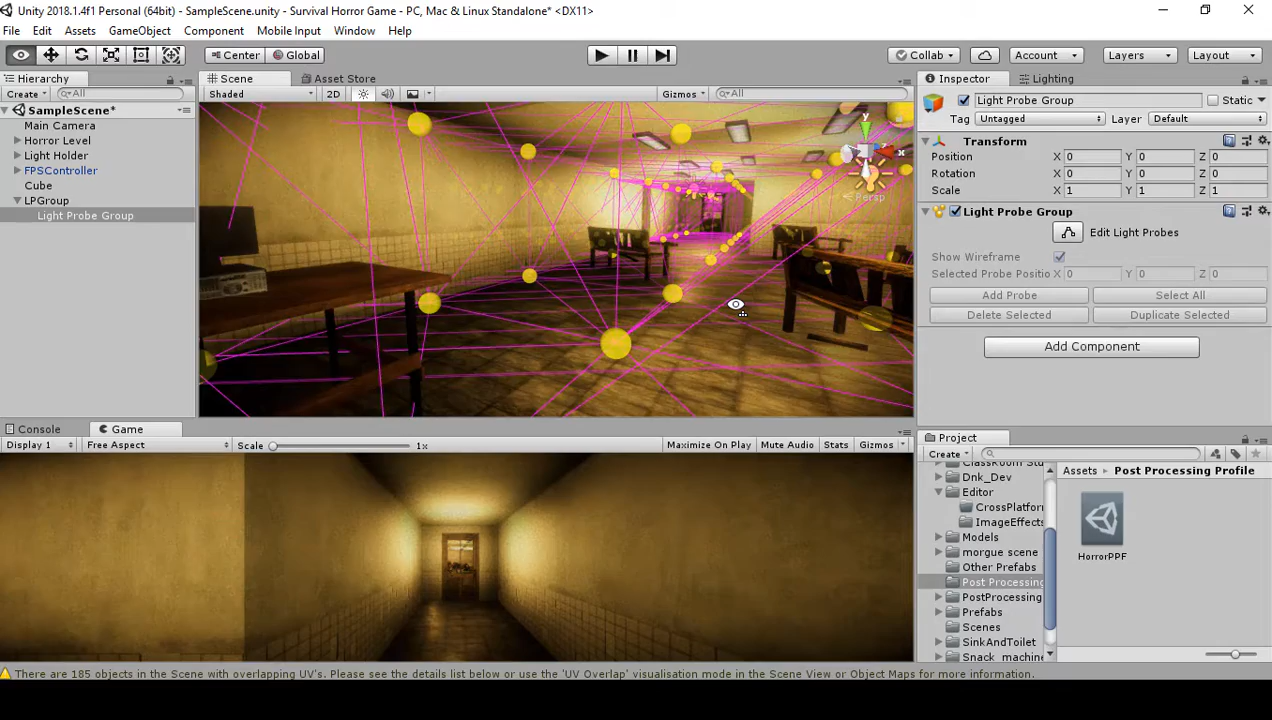 Unity 2018.1.4f1 Personal (64bit) - SampleScene.unity - Survival Horror Game - PC, Mac & Linux Standalone* <DX11>
File Edit Assets GameObject Component Mobile Input Window Help
Center Global Collab Account Layers Layout
Hierarchy
Create All
SampleScene*
Main Camera
Horror Level
Light Holder
FPSController
Cube
LPGroup
Light Probe Group
Scene Asset Store
Shaded 2D Gizmos All
y
x
Persp
Inspector Lighting
Light Probe Group Static
Tag Untagged Layer Default
Transform
Position X 0 Y 0 Z 0
Rotation X 0 Y 0 Z 0
Scale X 1 Y 1 Z 1
Light Probe Group
Edit Light Probes
Show Wireframe
Selected Probe Positio X 0 Y 0 Z 0
Add Probe Select All
Delete Selected Duplicate Selected
Add Component
Console Game
Display 1 Free Aspect Scale 1x Maximize On Play Mute Audio Stats Gizmos
Project
Create
Dnk_Dev
Editor
CrossPlatfor
ImageEffects
Models
morgue scene
Other Prefabs
Post Processing
PostProcessing
Prefabs
Scenes
SinkAndToilet
Snack_machine
Assets Post Processing Profile
HorrorPPF
There are 185 objects in the Scene with overlapping UV's. Please see the details list below or use the 'UV Overlap' visualisation mode in the Scene View or Object Maps for more information.